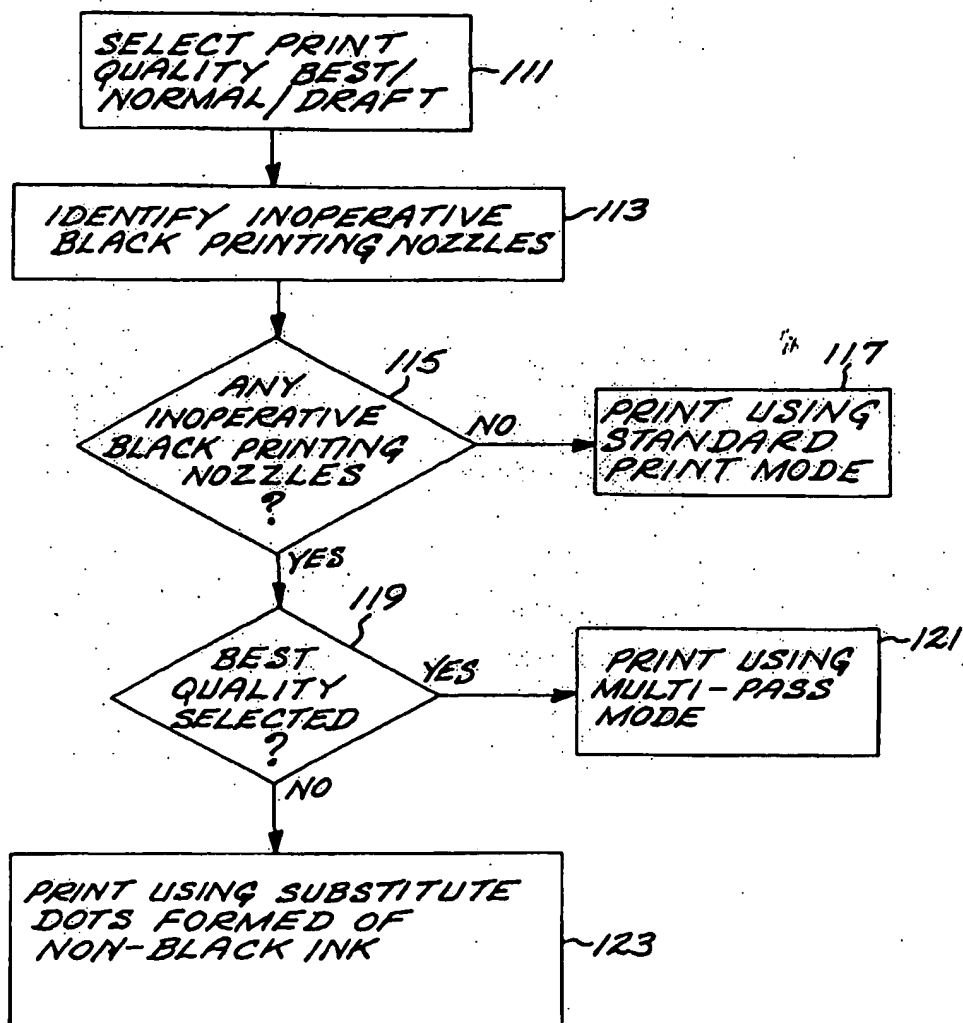 SELECT PRINT
QUALITY BEST/
NORMAL/DRAFT
111
IDENTIFY INOPERATIVE
BLACK PRINTING NOZZLES
113
115
ANY
INOPERATIVE
BLACK PRINTING
NOZZLES
?
NO
117
PRINT USING
STANDARD
PRINT MODE
YES
119
BEST
QUALITY
SELECTED
?
YES
121
PRINT USING
MULTI-PASS
MODE
NO
PRINT USING SUBSTITUTE
DOTS FORMED OF
NON-BLACK INK
123